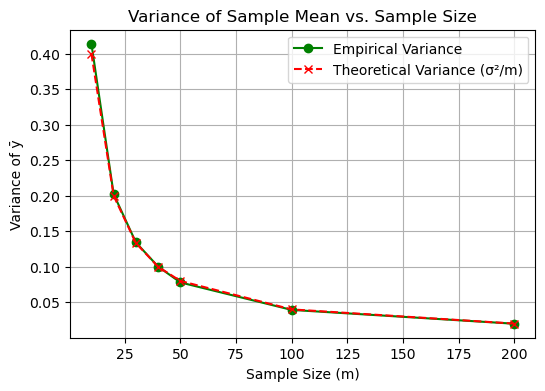 Variance of Sample Mean vs. Sample Size
Empirical Variance
Theoretical Variance (σ²/m)
Variance of ȳ
0.40
0.35
0.30
0.25
0.20
0.15
0.10
0.05
25 50 75 100 125 150 175 200
Sample Size (m)